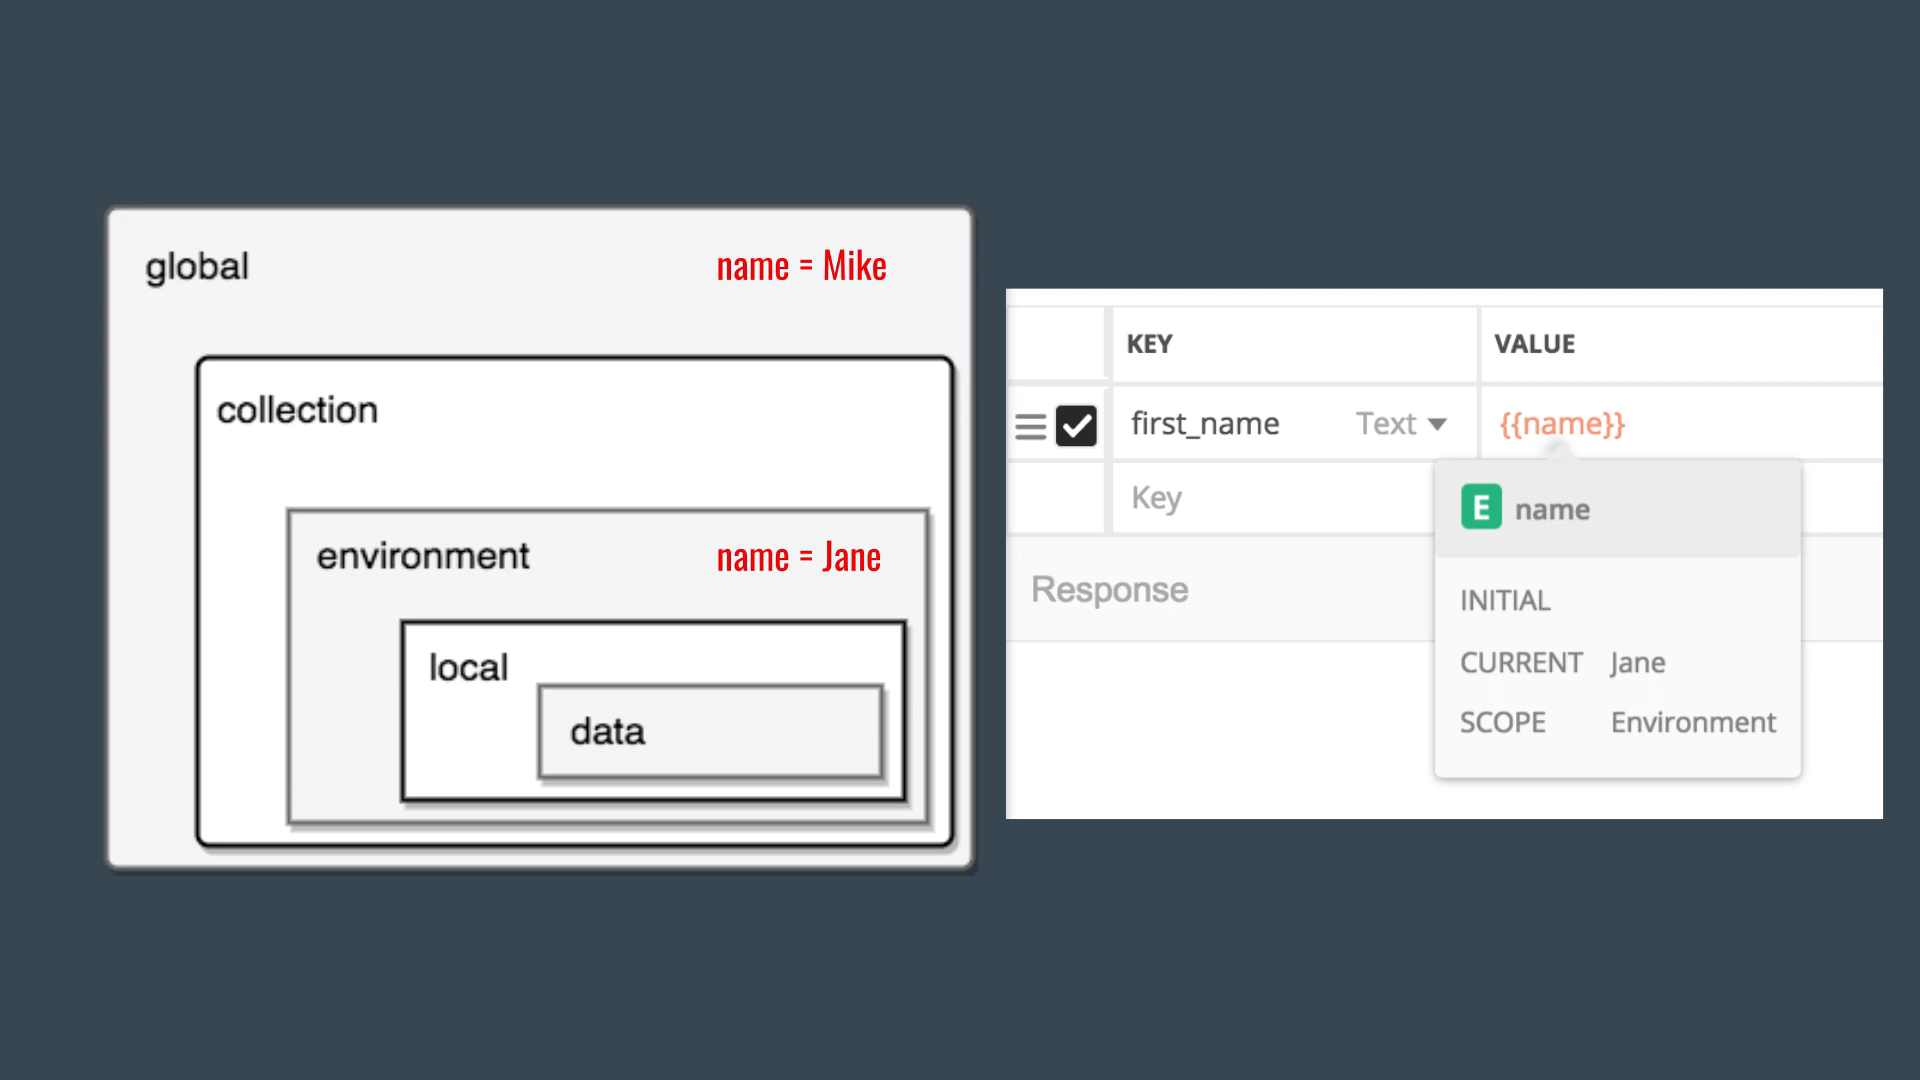 global
name = Mike
collection
environment
name = Jane
local
data
KEY VALUE
first_name Text {{name}}
Key
E name
Response
INITIAL
CURRENT Jane
SCOPE Environment